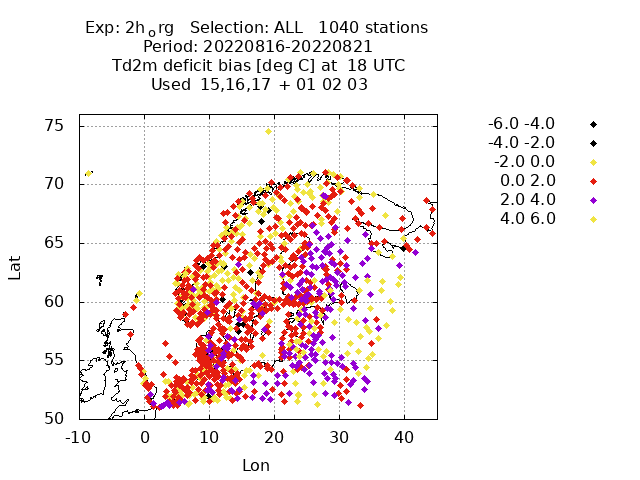 Exp: 2h_o rg Selection: ALL 1040 stations
Period: 20220816-20220821
Td2m deficit bias [deg C] at 18 UTC
Used 15,16,17 + 01 02 03
75
70
65
60
55
50
-10 0 10 20 30 40
Lat
Lon
-6.0 -4.0
-4.0 -2.0
-2.0 0.0
0.0 2.0
2.0 4.0
4.0 6.0